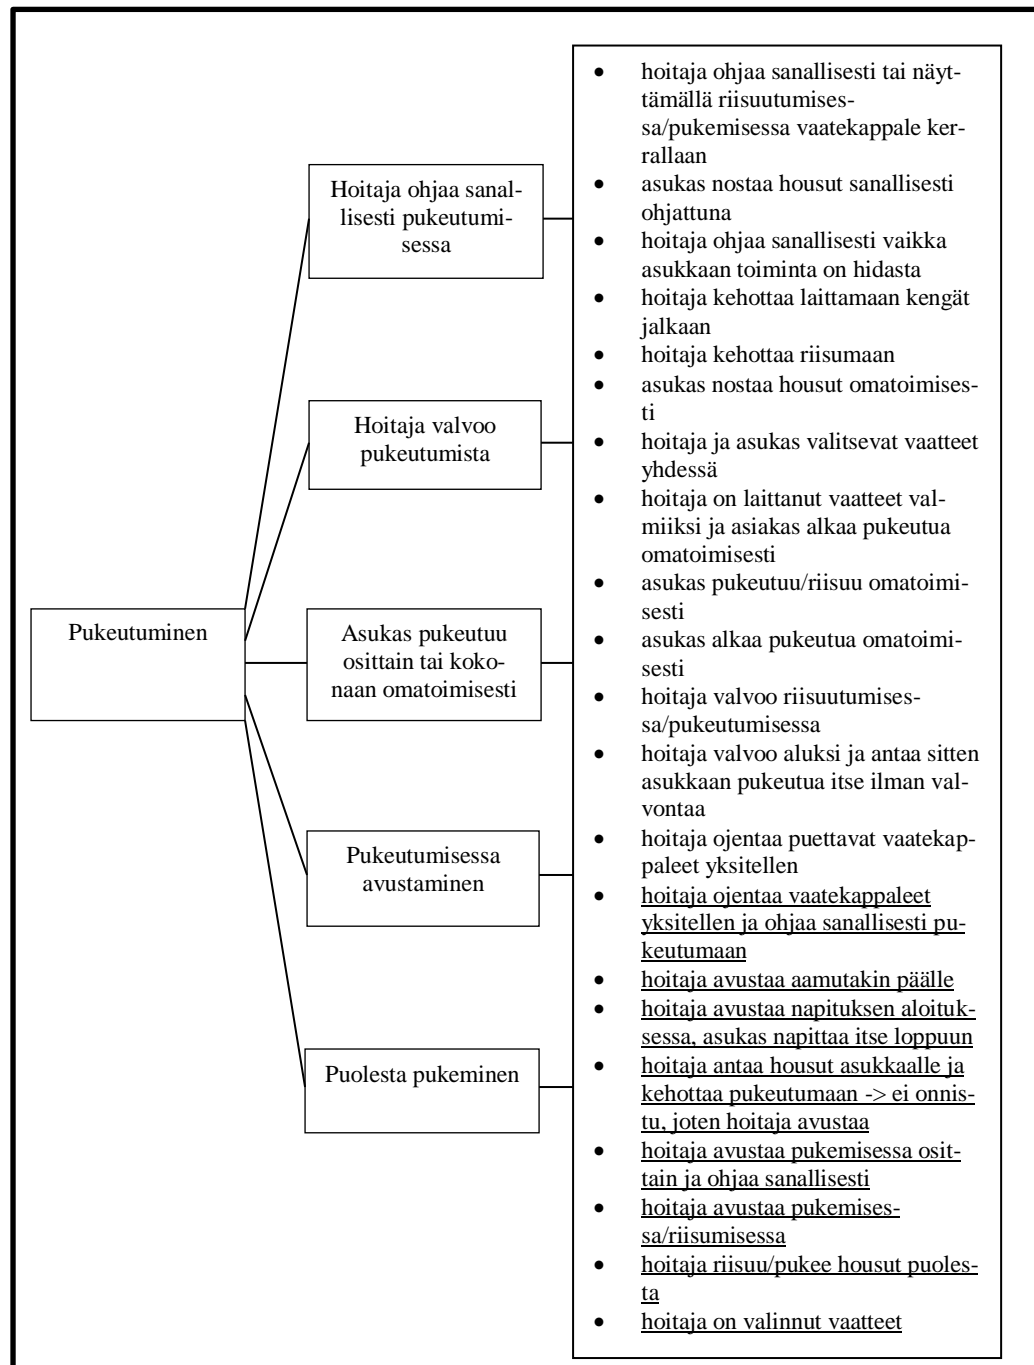 Pukeutuminen
Hoitaja ohjaa sanal-
lisesti pukeutumi-
sessa
Hoitaja valvoo
pukeutumista
Asukas pukeutuu
osittain tai koko-
naan omatoimisesti
Pukeutumisessa
avustaminen
Puolesta pukeminen
• hoitaja ohjaa sanallisesti tai näyt-
tämällä riisuutumises-
sa/pukemisessa vaatekappale ker-
rallaan
• asukas nostaa housut sanallisesti
ohjattuna
• hoitaja ohjaa sanallisesti vaikka
asukkaan toiminta on hidasta
• hoitaja kehottaa laittamaan kengät
jalkaan
• hoitaja kehottaa riisumaan
• asukas nostaa housut omatoimises-
ti
• hoitaja ja asukas valitsevat vaatteet
yhdessä
• hoitaja on laittanut vaatteet val-
miiksi ja asiakas alkaa pukeutua
omatoimisesti
• asukas pukeutuu/riisuu omatoimi-
sesti
• asukas alkaa pukeutua omatoimi-
sesti
• hoitaja valvoo riisuutumises-
sa/pukeutumisessa
• hoitaja valvoo aluksi ja antaa sitten
asukkaan pukeutua itse ilman val-
vontaa
• hoitaja ojentaa puettavat vaatekap-
paleet yksitellen
• hoitaja ojentaa vaatekappaleet
yksitellen ja ohjaa sanallisesti pu-
keutumaan
• hoitaja avustaa aamutakin päälle
• hoitaja avustaa napituksen aloituk-
sessa, asukas napittaa itse loppuun
• hoitaja antaa housut asukkaalle ja
kehottaa pukeutumaan -> ei onnis-
tu, joten hoitaja avustaa
• hoitaja avustaa pukemisessa osit-
tain ja ohjaa sanallisesti
• hoitaja avustaa pukemises-
sa/riisumisessa
• hoitaja riisuu/pukee housut puoles-
ta
• hoitaja on valinnut vaatteet